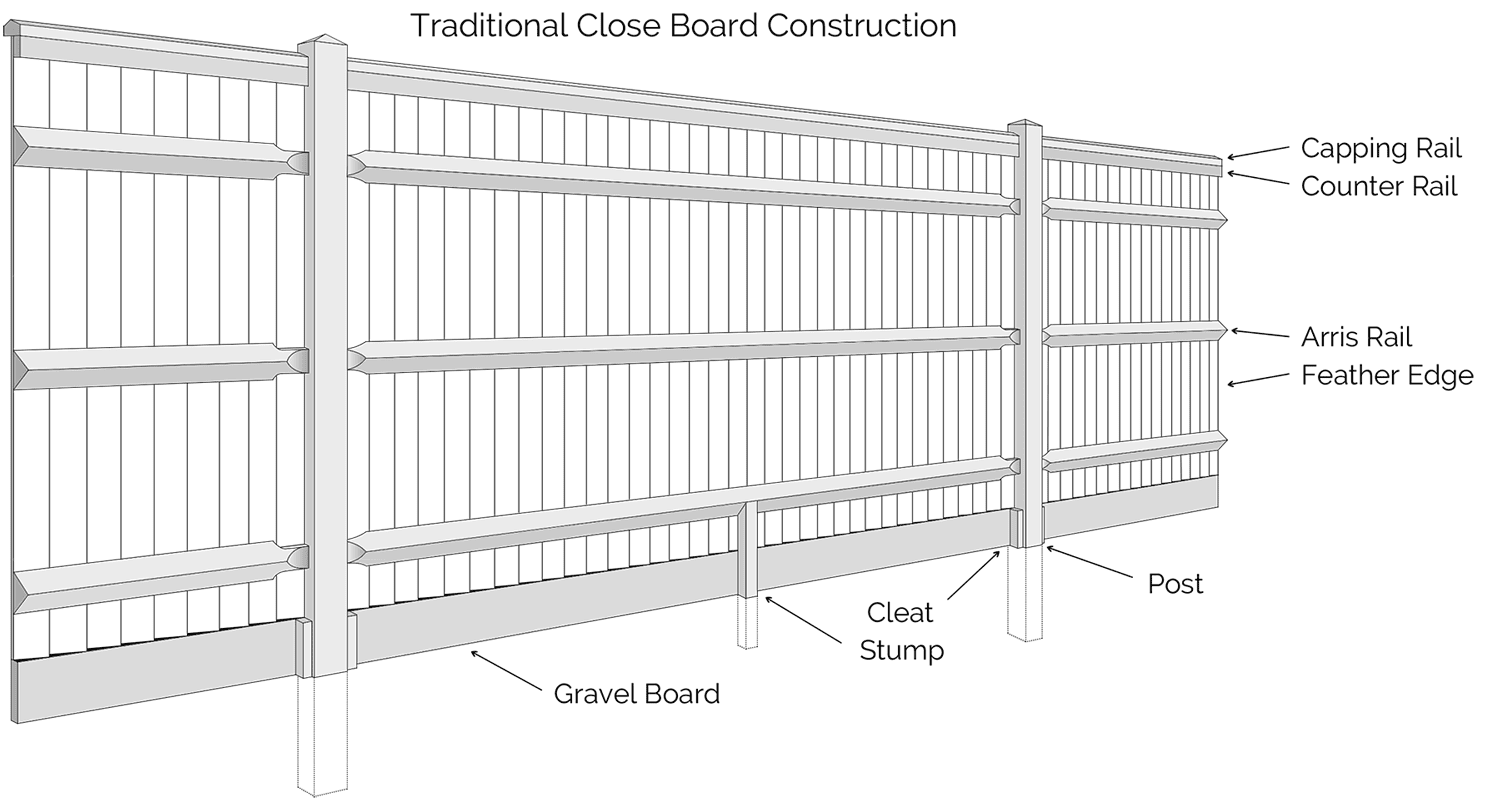 Traditional Close Board Construction
Capping Rail
Counter Rail
Arris Rail
Feather Edge
Post
Cleat
Stump
Gravel Board